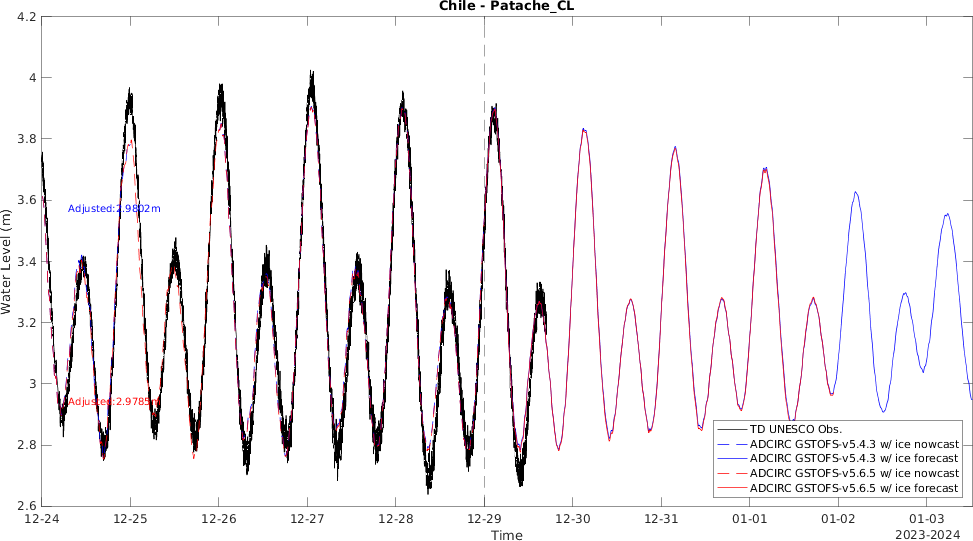 Chile - Patache_CL
4.2
4
3.8
3.6
3.4
3.2
3
2.8
2.6
Water Level (m)
Adjusted:2.9802m
Adjusted:2.9785m
TD UNESCO Obs.
ADCIRC GSTOFS-v5.4.3 w/ ice nowcast
ADCIRC GSTOFS-v5.4.3 w/ ice forecast
ADCIRC GSTOFS-v5.6.5 w/ ice nowcast
ADCIRC GSTOFS-v5.6.5 w/ ice forecast
12-24 12-25 12-26 12-27 12-28 12-29 12-30 12-31 01-01 01-02 01-03
Time
2023-2024